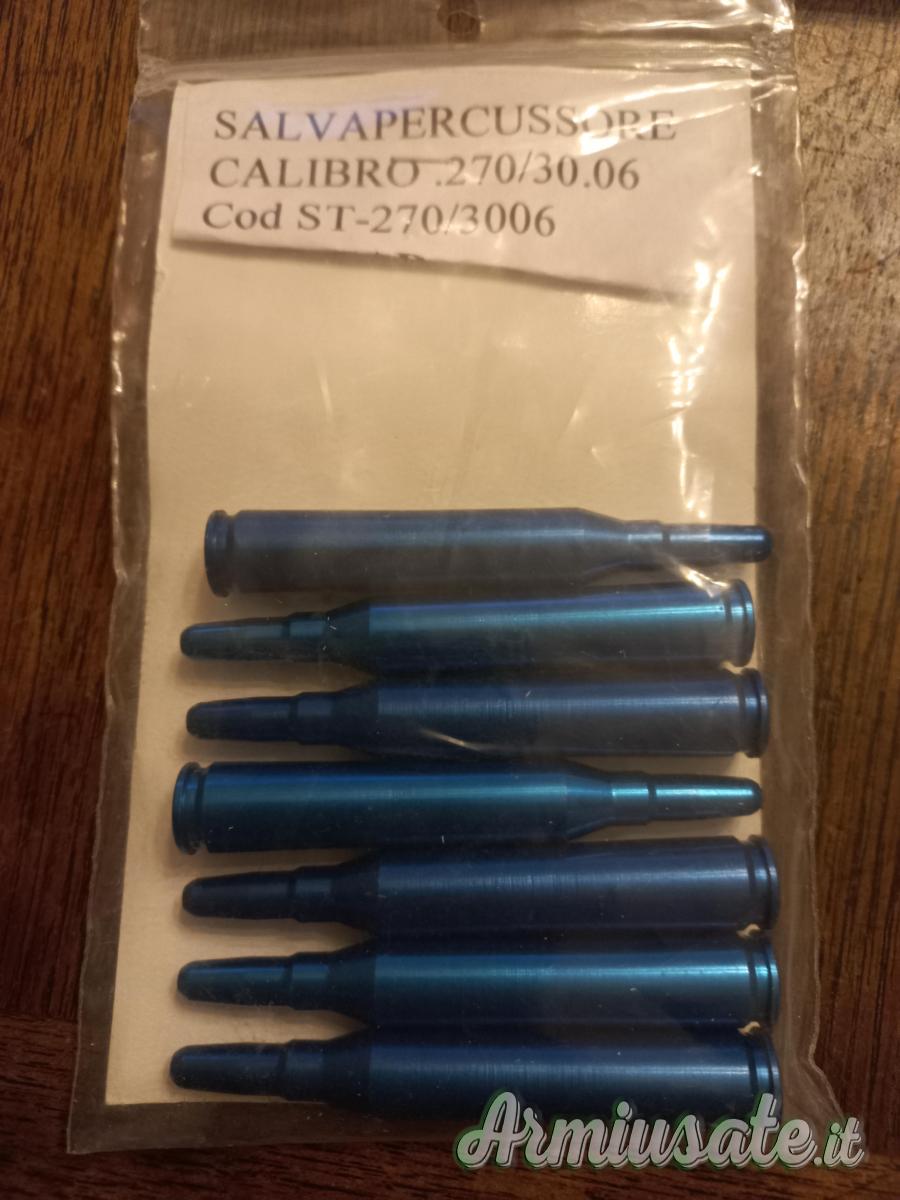 SALVAPERCUSSORE
CALIBRO .270/30.06
Cod ST-270/3006
Armiusate.it